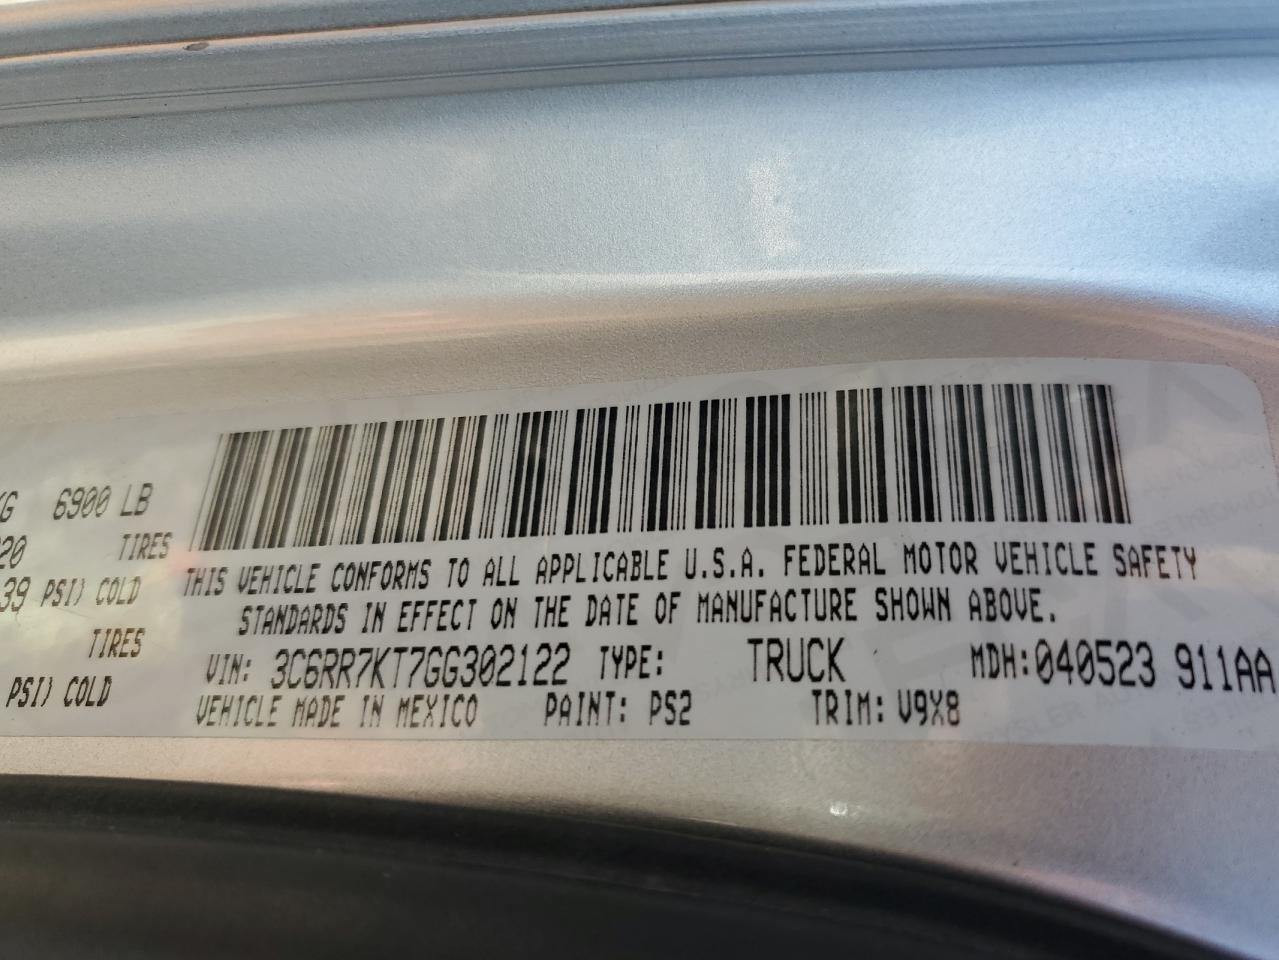 KG 6900 LB
20 TIRES
39 PSI) COLD
TIRES
PSI) COLD
THIS VEHICLE CONFORMS TO ALL APPLICABLE U.S.A. FEDERAL MOTOR VEHICLE SAFETY
STANDARDS IN EFFECT ON THE DATE OF MANUFACTURE SHOWN ABOVE.
VIN: 3C6RR7KT7GG302122 TYPE: TRUCK MDH:040523 911AA
VEHICLE MADE IN MEXICO PAINT: PS2 TRIM: V9X8